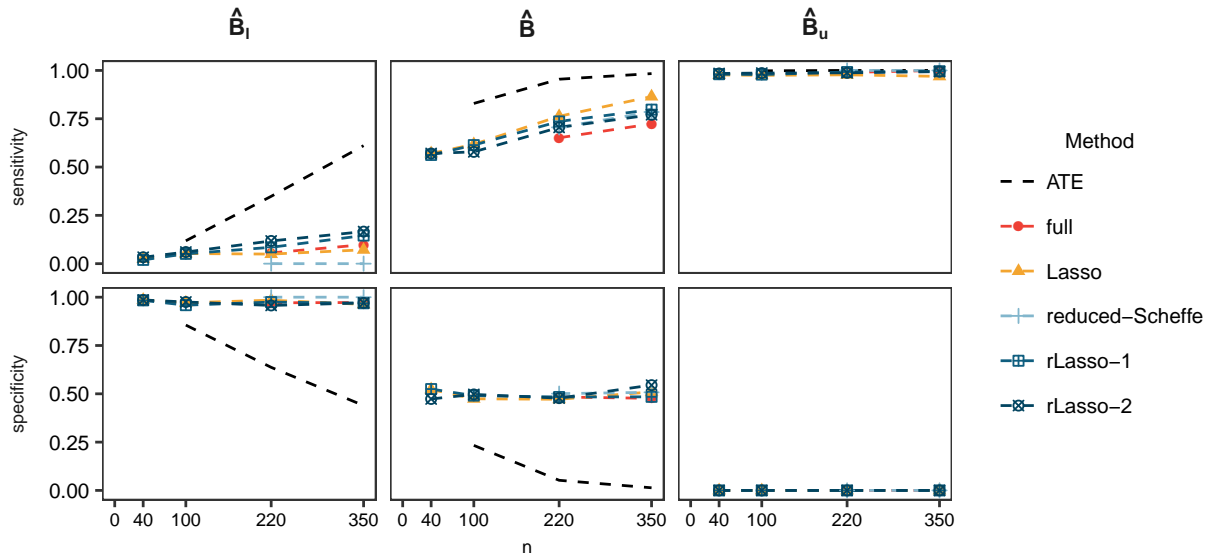 B̂l B̂ B̂u
sensitivity
1.00
0.75
0.50
0.25
0.00
specificity
1.00
0.75
0.50
0.25
0.00
0 40 100 220 350 0 40 100 220 350 0 40 100 220 350
n
Method
ATE
full
Lasso
reduced−Scheffe
rLasso−1
rLasso−2